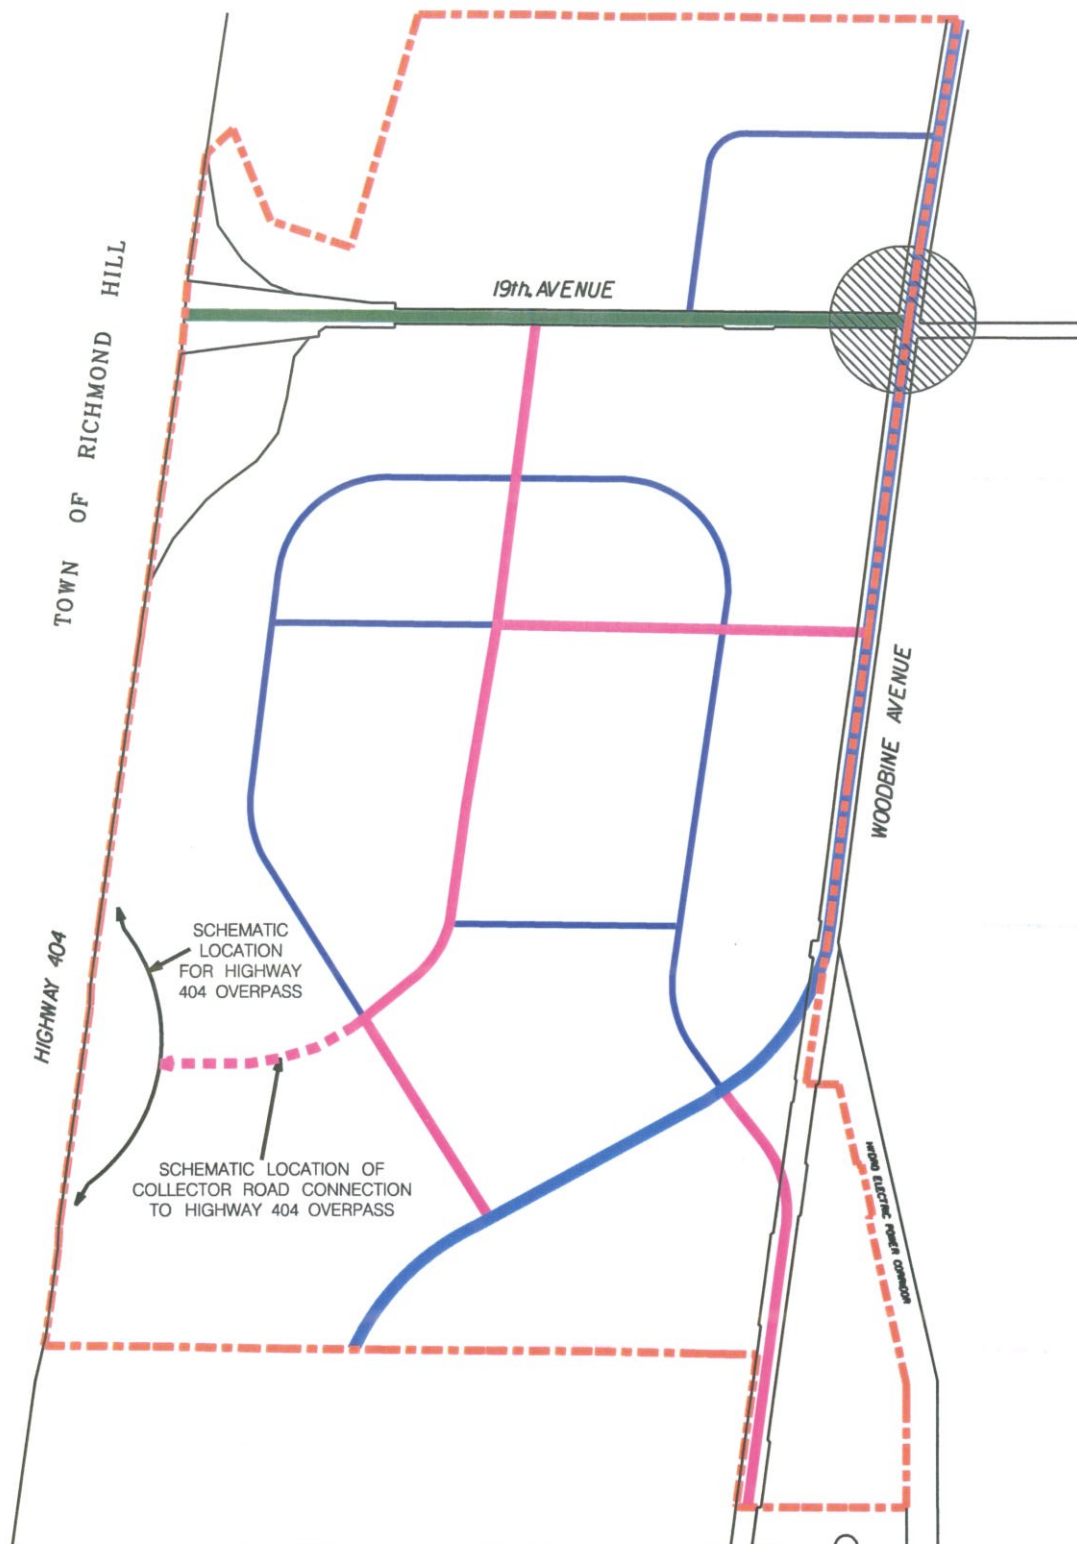 19th. AVENUE
TOWN OF RICHMOND HILL
WOODBINE AVENUE
SCHEMATIC
LOCATION
FOR HIGHWAY
404 OVERPASS
HIGHWAY 404
SCHEMATIC LOCATION OF
COLLECTOR ROAD CONNECTION
TO HIGHWAY 404 OVERPASS
HYDRO ELECTRIC POWER CORRIDOR